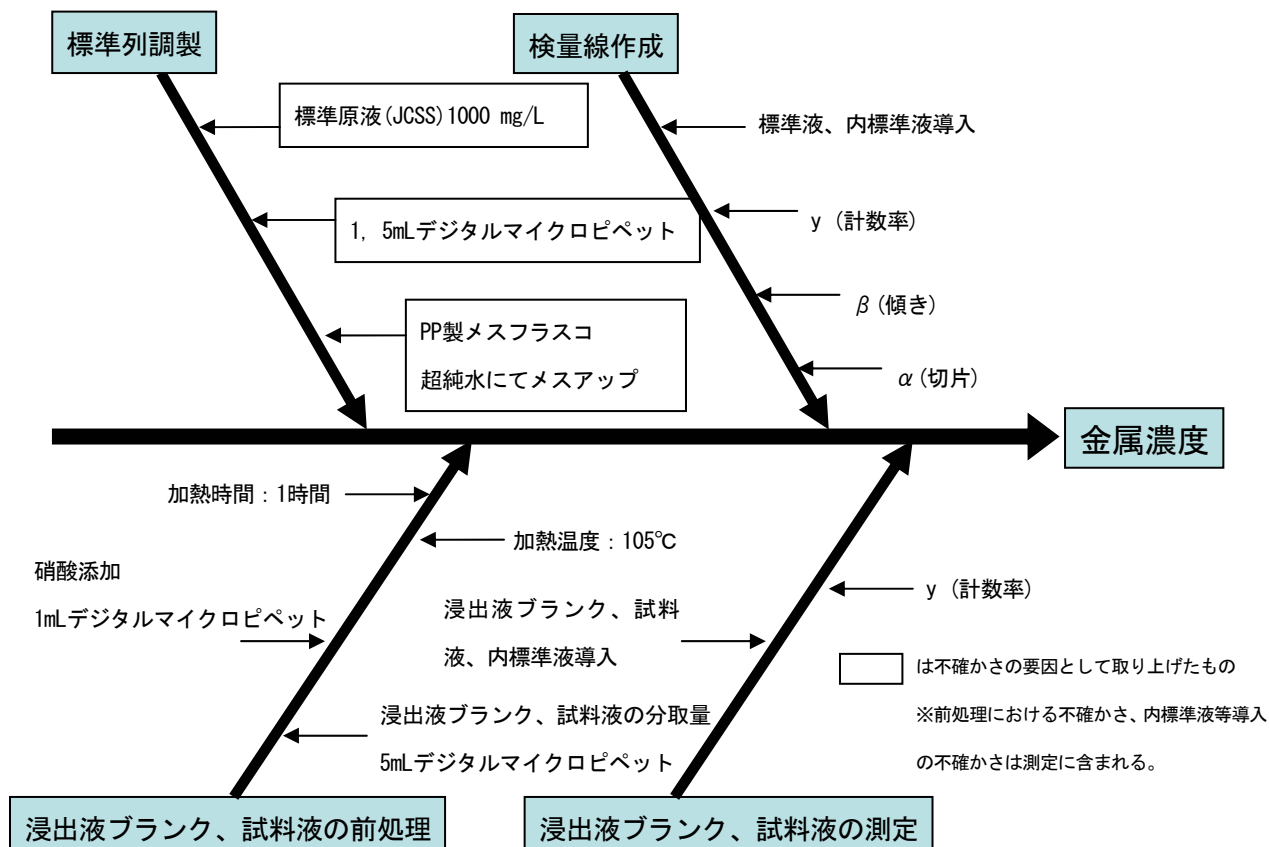 標準列調製
検量線作成
標準原液(JCSS)1000 mg/L
標準液、内標準液導入
1, 5mLデジタルマイクロピペット
y (計数率)
β(傾き)
PP製メスフラスコ
超純水にてメスアップ
α(切片)
金属濃度
加熱時間:1時間
加熱温度:105℃
硝酸添加
1mLデジタルマイクロピペット
y (計数率)
浸出液ブランク、試料
液、内標準液導入
は不確かさの要因として取り上げたもの
※前処理における不確かさ、内標準液等導入
の不確かさは測定に含まれる。
浸出液ブランク、試料液の分取量
5mLデジタルマイクロピペット
浸出液ブランク、試料液の前処理
浸出液ブランク、試料液の測定